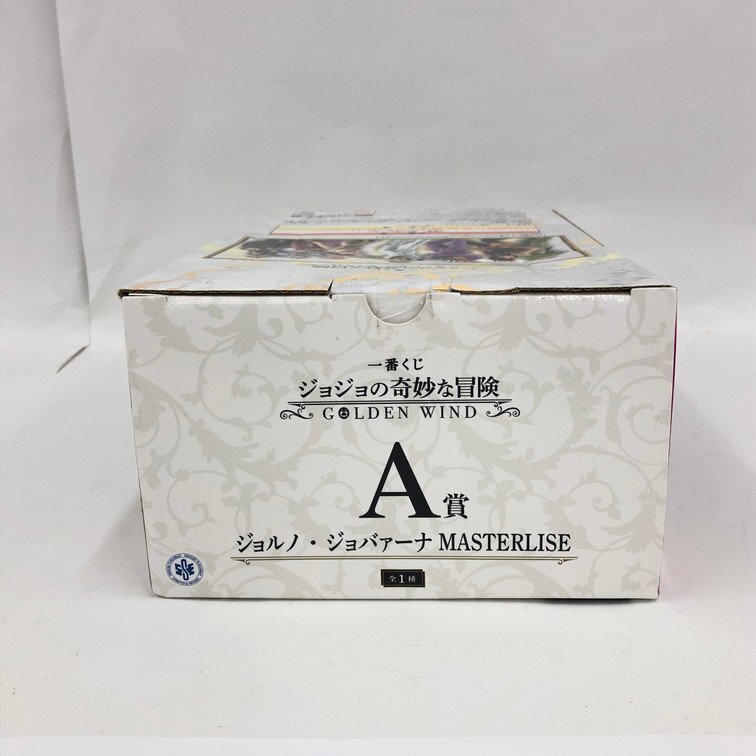 一番くじ
ジョジョの奇妙な冒険
GOLDEN WIND
A賞
ジョルノ・ジョバァーナ MASTERLISE
全1種